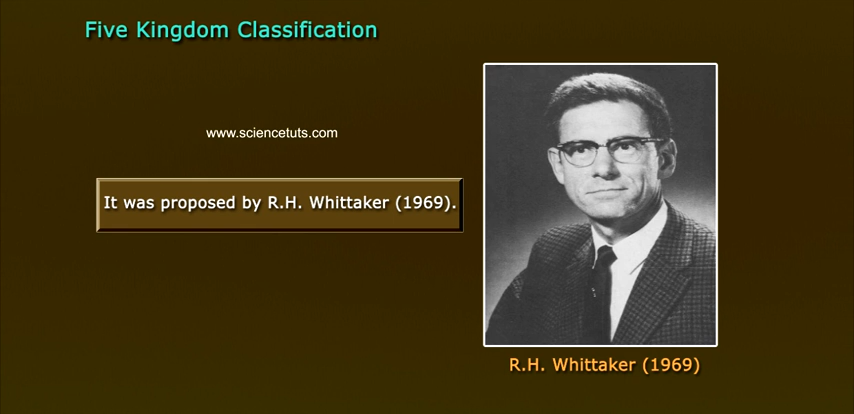 Five Kingdom Classification
www.sciencetuts.com
It was proposed by R.H. Whittaker (1969).
R.H. Whittaker (1969)